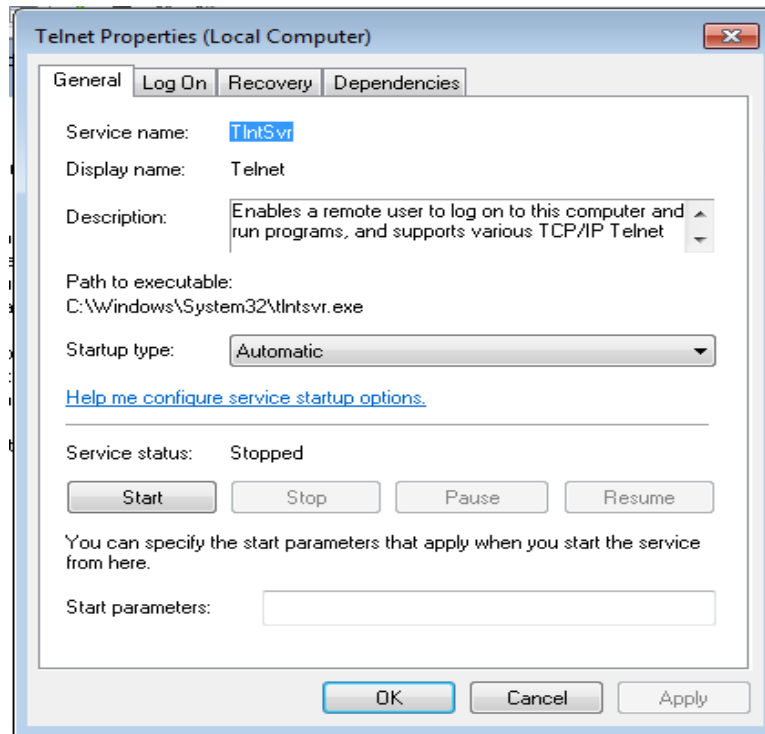 Telnet Properties (Local Computer)
General Log On Recovery Dependencies
Service name: TlntSvr
Display name: Telnet
Description: Enables a remote user to log on to this computer and
run programs, and supports various TCP/IP Telnet
Path to executable:
C:\Windows\System32\tlntsvr.exe
Startup type: Automatic
Help me configure service startup options.
Service status: Stopped
Start Stop Pause Resume
You can specify the start parameters that apply when you start the service
from here.
Start parameters:
OK Cancel Apply